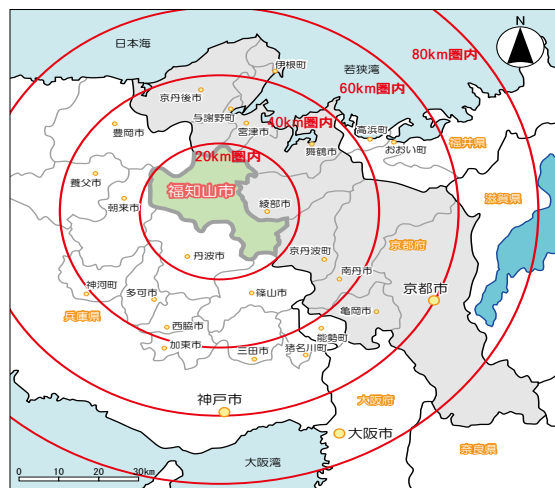 日本海
伊根町
若狭湾
80km圏内
N
60km圏内
京丹後市
与謝野町
宮津市
40km圏内
豊岡市
舞鶴市
高浜町
おおい町
福井県
20km圏内
養父市
福知山市
滋賀県
朝来市
綾部市
京都府
丹波市
京丹波町
南丹市
神河町
多可市
篠山市
京都市
兵庫県
亀岡市
西脇市
能勢町
加東市
三田市
猪名川町
神戸市
大阪府
大阪市
大阪湾
奈良県
0 10 20 30km